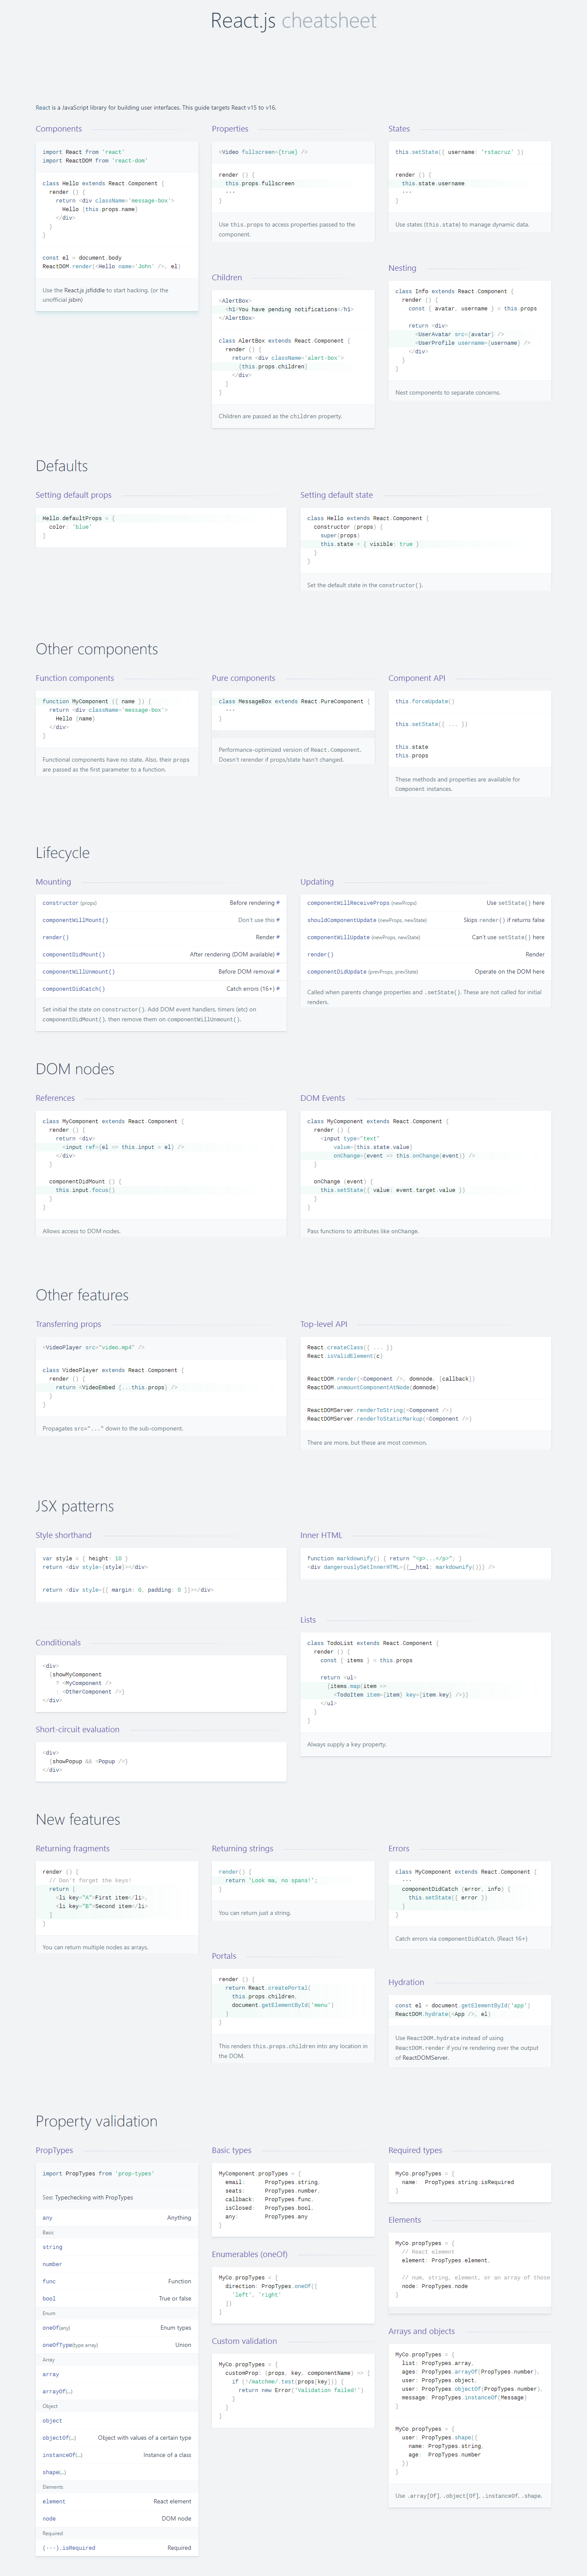 React.js cheatsheet
React is a JavaScript library for building user interfaces. This guide targets React v15 to v16.
Components
import React from 'react'
import ReactDOM from 'react-dom'
class Hello extends React.Component {
render () {
return <div className='message-box'>
Hello {this.props.name}
</div>
}
}
const el = document.body
ReactDOM.render(<Hello name='John' />, el)
Use the React.js jsfiddle to start hacking. (or the
unofficial jsbin)
Properties
<Video fullscreen={true} />
render () {
this.props.fullscreen
···
}
Use this.props to access properties passed to the
component.
States
this.setState({ username: 'rstacruz' })
render () {
this.state.username
···
}
Use states (this.state) to manage dynamic data.
Children
<AlertBox>
<h1>You have pending notifications</h1>
</AlertBox>
class AlertBox extends React.Component {
render () {
return <div className='alert-box'>
{this.props.children}
</div>
}
}
Children are passed as the children property.
Nesting
class Info extends React.Component {
render () {
const { avatar, username } = this.props
return <div>
<UserAvatar src={avatar} />
<UserProfile username={username} />
</div>
}
}
Nest components to separate concerns.
Defaults
Setting default props
Hello.defaultProps = {
color: 'blue'
}
Setting default state
class Hello extends React.Component {
constructor (props) {
super(props)
this.state = { visible: true }
}
}
Set the default state in the constructor().
Other components
Function components
function MyComponent ({ name }) {
return <div className='message-box'>
Hello {name}
</div>
}
Functional components have no state. Also, their props
are passed as the first parameter to a function.
Pure components
class MessageBox extends React.PureComponent {
···
}
Performance-optimized version of React.Component.
Doesn't rerender if props/state hasn't changed.
Component API
this.forceUpdate()
this.setState({ ... })
this.state
this.props
These methods and properties are available for
Component instances.
Lifecycle
Mounting
constructor (props) Before rendering #
componentWillMount() Don't use this #
render() Render #
componentDidMount() After rendering (DOM available) #
componentWillUnmount() Before DOM removal #
componentDidCatch() Catch errors (16+) #
Set initial the state on constructor(). Add DOM event handlers, timers (etc) on
componentDidMount(), then remove them on componentWillUnmount().
Updating
componentWillReceiveProps (newProps) Use setState() here
shouldComponentUpdate (newProps, newState) Skips render() if returns false
componentWillUpdate (newProps, newState) Can't use setState() here
render() Render
componentDidUpdate (prevProps, prevState) Operate on the DOM here
Called when parents change properties and .setState(). These are not called for initial
renders.
DOM nodes
References
class MyComponent extends React.Component {
render () {
return <div>
<input ref={el => this.input = el} />
</div>
}
componentDidMount () {
this.input.focus()
}
}
Allows access to DOM nodes.
DOM Events
class MyComponent extends React.Component {
render () {
<input type="text"
value={this.state.value}
onChange={event => this.onChange(event)} />
}
onChange (event) {
this.setState({ value: event.target.value })
}
}
Pass functions to attributes like onChange.
Other features
Transferring props
<VideoPlayer src="video.mp4" />
class VideoPlayer extends React.Component {
render () {
return <VideoEmbed {...this.props} />
}
}
Propagates src="..." down to the sub-component.
Top-level API
React.createClass({ ... })
React.isValidElement(c)
ReactDOM.render(<Component />, domnode, [callback])
ReactDOM.unmountComponentAtNode(domnode)
ReactDOMServer.renderToString(<Component />)
ReactDOMServer.renderToStaticMarkup(<Component />)
There are more, but these are most common.
JSX patterns
Style shorthand
var style = { height: 10 }
return <div style={style}></div>
return <div style={{ margin: 0, padding: 0 }}></div>
Inner HTML
function markdownify() { return "<p>...</p>"; }
<div dangerouslySetInnerHTML={{__html: markdownify()}} />
Conditionals
<div>
{showMyComponent
? <MyComponent />
: <OtherComponent />}
</div>
Lists
class TodoList extends React.Component {
render () {
const { items } = this.props
return <ul>
{items.map(item =>
<TodoItem item={item} key={item.key} />)}
</ul>
}
}
Always supply a key property.
Short-circuit evaluation
<div>
{showPopup && <Popup />}
</div>
New features
Returning fragments
render () {
// Don't forget the keys!
return [
<li key="A">First item</li>,
<li key="B">Second item</li>
]
}
You can return multiple nodes as arrays.
Returning strings
render() {
return 'Look ma, no spans!';
}
You can return just a string.
Errors
class MyComponent extends React.Component {
···
componentDidCatch (error, info) {
this.setState({ error })
}
}
Catch errors via componentDidCatch. (React 16+)
Portals
render () {
return React.createPortal(
this.props.children,
document.getElementById('menu')
)
}
This renders this.props.children into any location in
the DOM.
Hydration
const el = document.getElementById('app')
ReactDOM.hydrate(<App />, el)
Use ReactDOM.hydrate instead of using
ReactDOM.render if you're rendering over the output
of ReactDOMServer.
Property validation
PropTypes
import PropTypes from 'prop-types'
See: Typechecking with PropTypes
any Anything
Basic
string
number
func Function
bool True or false
Enum
oneOf(any) Enum types
oneOfType(type array) Union
Array
array
arrayOf(...)
Object
object
objectOf(...) Object with values of a certain type
instanceOf(...) Instance of a class
shape(...)
Elements
element React element
node DOM node
Required
(···).isRequired Required
Basic types
MyComponent.propTypes = {
email: PropTypes.string,
seats: PropTypes.number,
callback: PropTypes.func,
isClosed: PropTypes.bool,
any: PropTypes.any
}
Required types
MyCo.propTypes = {
name: PropTypes.string.isRequired
}
Enumerables (oneOf)
MyCo.propTypes = {
direction: PropTypes.oneOf([
'left', 'right'
])
}
Elements
MyCo.propTypes = {
// React element
element: PropTypes.element,
// num, string, element, or an array of those
node: PropTypes.node
}
Custom validation
MyCo.propTypes = {
customProp: (props, key, componentName) => {
if (!/matchme/.test(props[key])) {
return new Error('Validation failed!')
}
}
}
Arrays and objects
MyCo.propTypes = {
list: PropTypes.array,
ages: PropTypes.arrayOf(PropTypes.number),
user: PropTypes.object,
user: PropTypes.objectOf(PropTypes.number),
message: PropTypes.instanceOf(Message)
}
MyCo.propTypes = {
user: PropTypes.shape({
name: PropTypes.string,
age: PropTypes.number
})
}
Use .array[Of], .object[Of], .instanceOf, .shape.